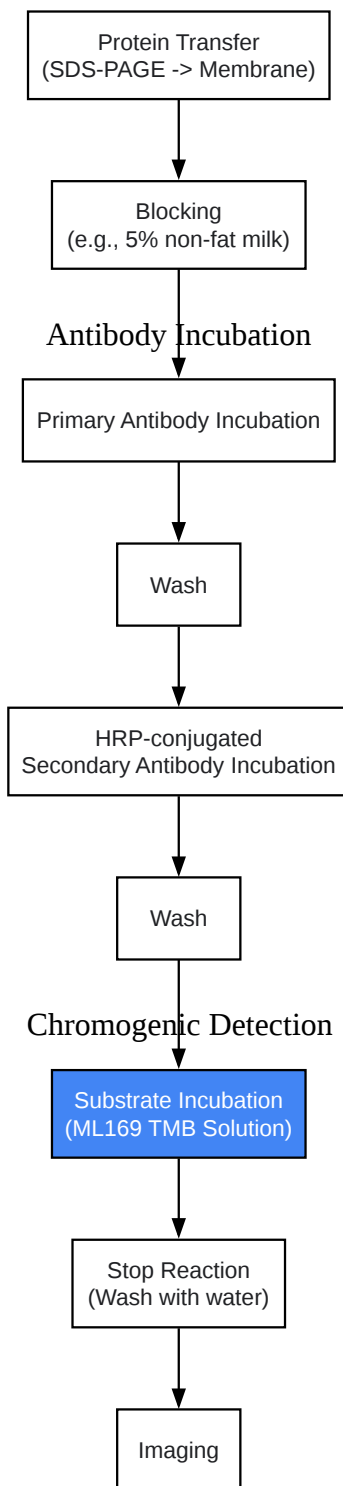 Protein Transfer
(SDS-PAGE -> Membrane)
Blocking
(e.g., 5% non-fat milk)
Antibody Incubation
Primary Antibody Incubation
Wash
HRP-conjugated
Secondary Antibody Incubation
Wash
Chromogenic Detection
Substrate Incubation
(ML169 TMB Solution)
Stop Reaction
(Wash with water)
Imaging